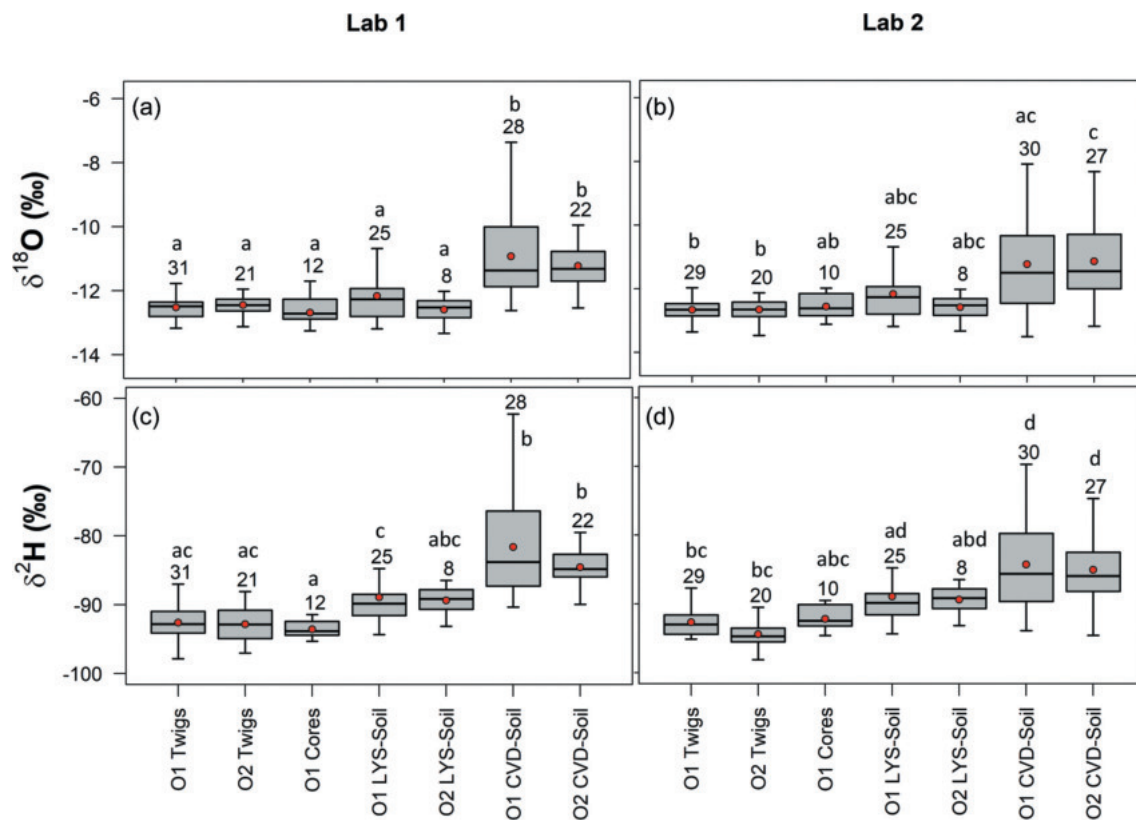 Lab 1
Lab 2
(a)
a
31
a
21
a
12
a
25
a
8
b
28
b
22
(b)
b
29
b
20
ab
10
abc
25
abc
8
ac
30
c
27
δ18O (‰)
-6
-8
-10
-12
-14
(c)
ac
31
ac
21
a
12
c
25
abc
8
28
b
b
22
(d)
bc
29
bc
20
abc
10
ad
25
abd
8
d
30
d
27
δ2H (‰)
-60
-70
-80
-90
-100
O1 Twigs
O2 Twigs
O1 Cores
O1 LYS-Soil
O2 LYS-Soil
O1 CVD-Soil
O2 CVD-Soil
O1 Twigs
O2 Twigs
O1 Cores
O1 LYS-Soil
O2 LYS-Soil
O1 CVD-Soil
O2 CVD-Soil